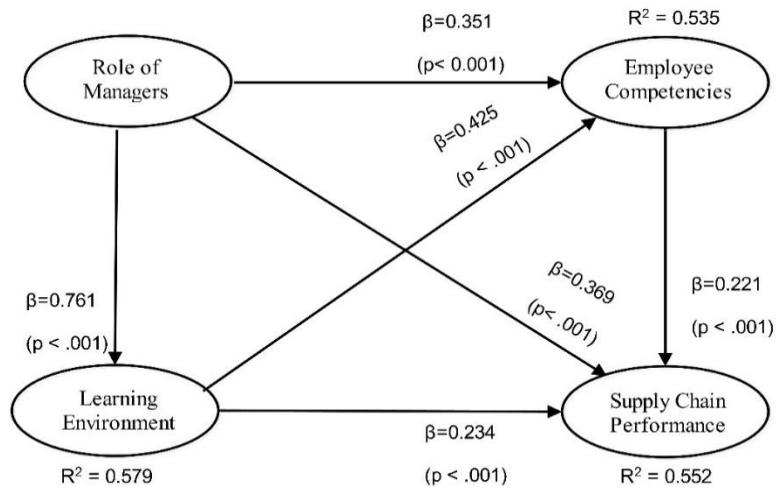 β=0.351
(p< 0.001)
R² = 0.535
Role of
Managers
Employee
Competencies
β=0.425
(p < .001)
β=0.761
(p < .001)
β=0.369
(p< .001)
β=0.221
(p < .001)
Learning
Environment
Supply Chain
Performance
β=0.234
(p < .001)
R² = 0.579
R² = 0.552